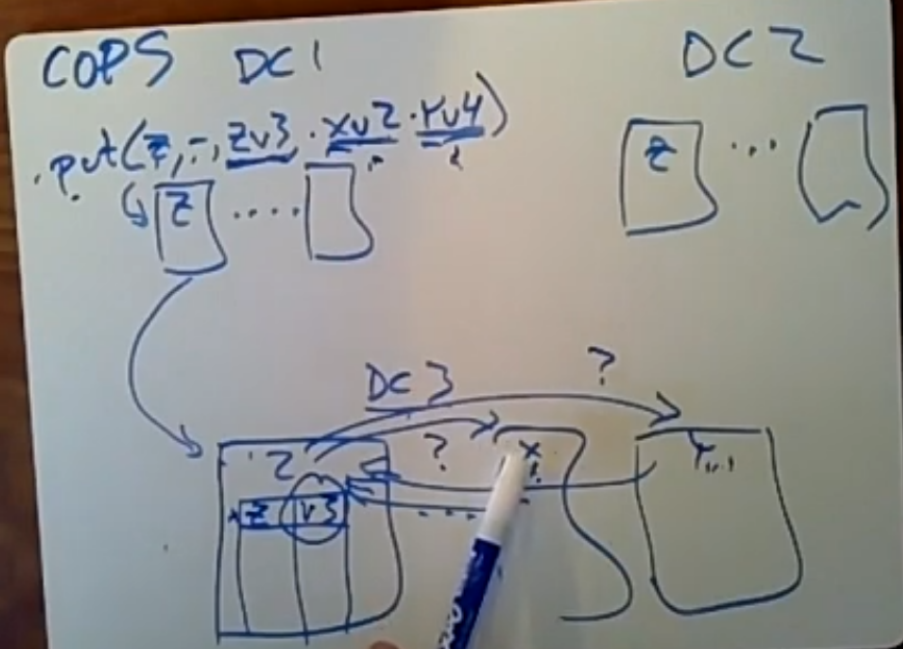 COPS DC1 DC2
put(Z,-,Zv3, Xv2, Yv4)
Z .... Z ...
DC3
? ?
Z X Y
Z v3